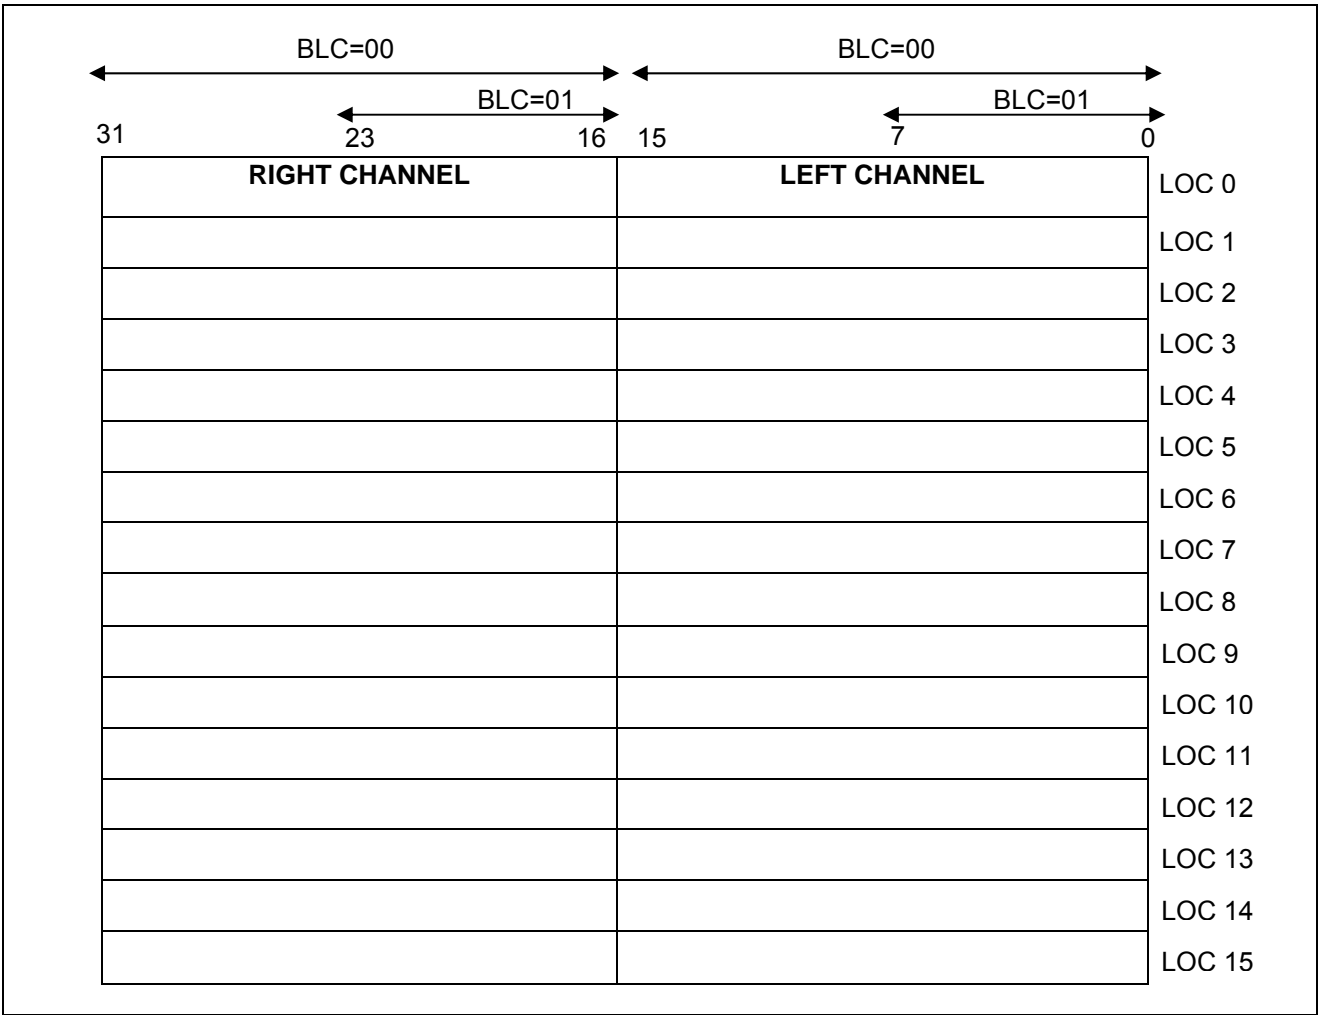 BLC=00 BLC=00
BLC=01 BLC=01
31 23 16 15 7 0
RIGHT CHANNEL LEFT CHANNEL LOC 0
LOC 1
LOC 2
LOC 3
LOC 4
LOC 5
LOC 6
LOC 7
LOC 8
LOC 9
LOC 10
LOC 11
LOC 12
LOC 13
LOC 14
LOC 15